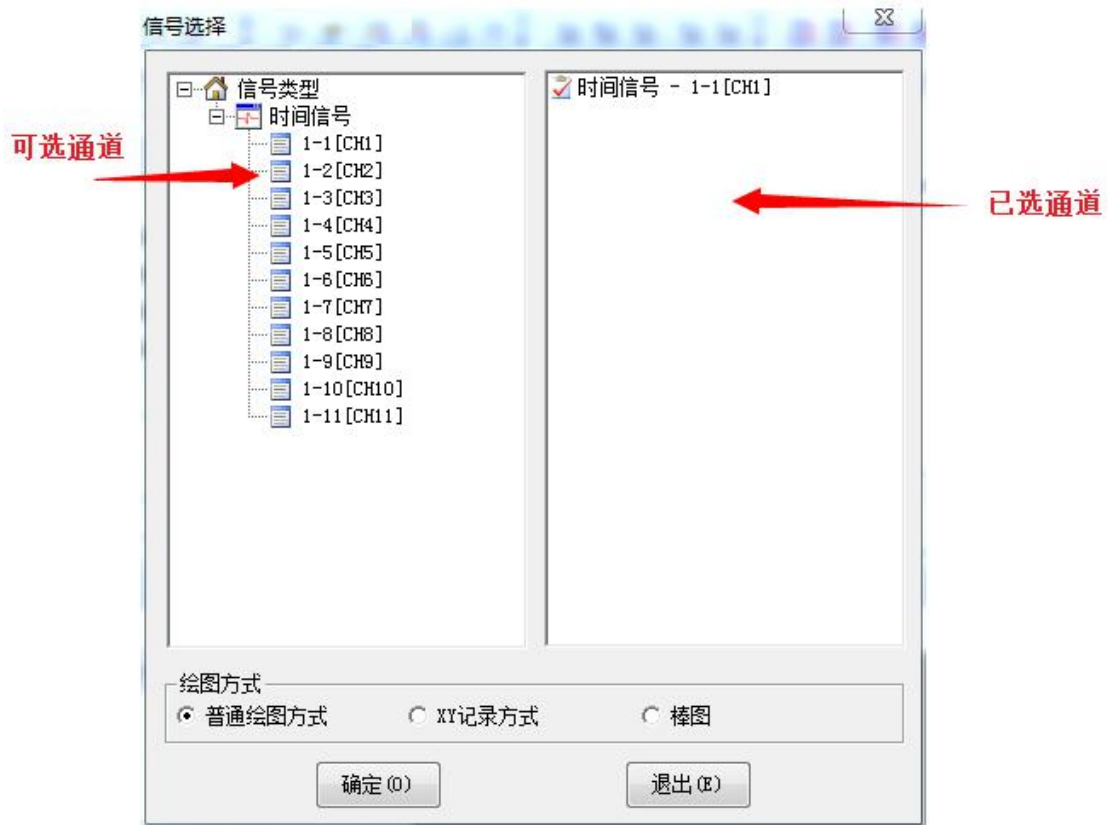 信号选择
信号类型
时间信号
1-1[CH1]
1-2[CH2]
1-3[CH3]
1-4[CH4]
1-5[CH5]
1-6[CH6]
1-7[CH7]
1-8[CH8]
1-9[CH9]
1-10[CH10]
1-11[CH11]
可选通道
时间信号 - 1-1[CH1]
已选通道
绘图方式
普通绘图方式 XY记录方式 棒图
确定(O) 退出(E)